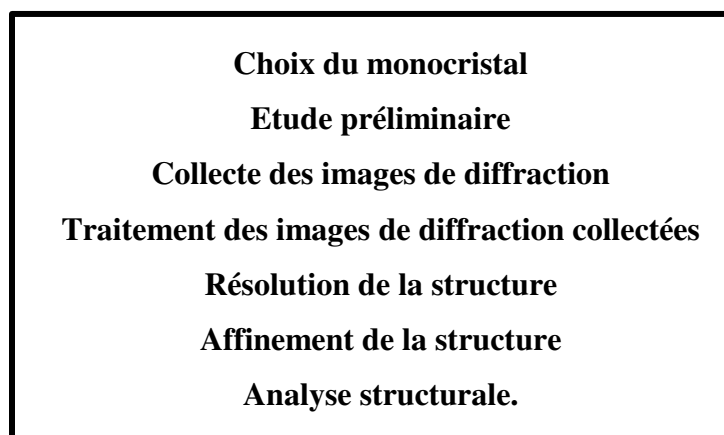 Choix du monocristal
Etude préliminaire
Collecte des images de diffraction
Traitement des images de diffraction collectées
Résolution de la structure
Affinement de la structure
Analyse structurale.